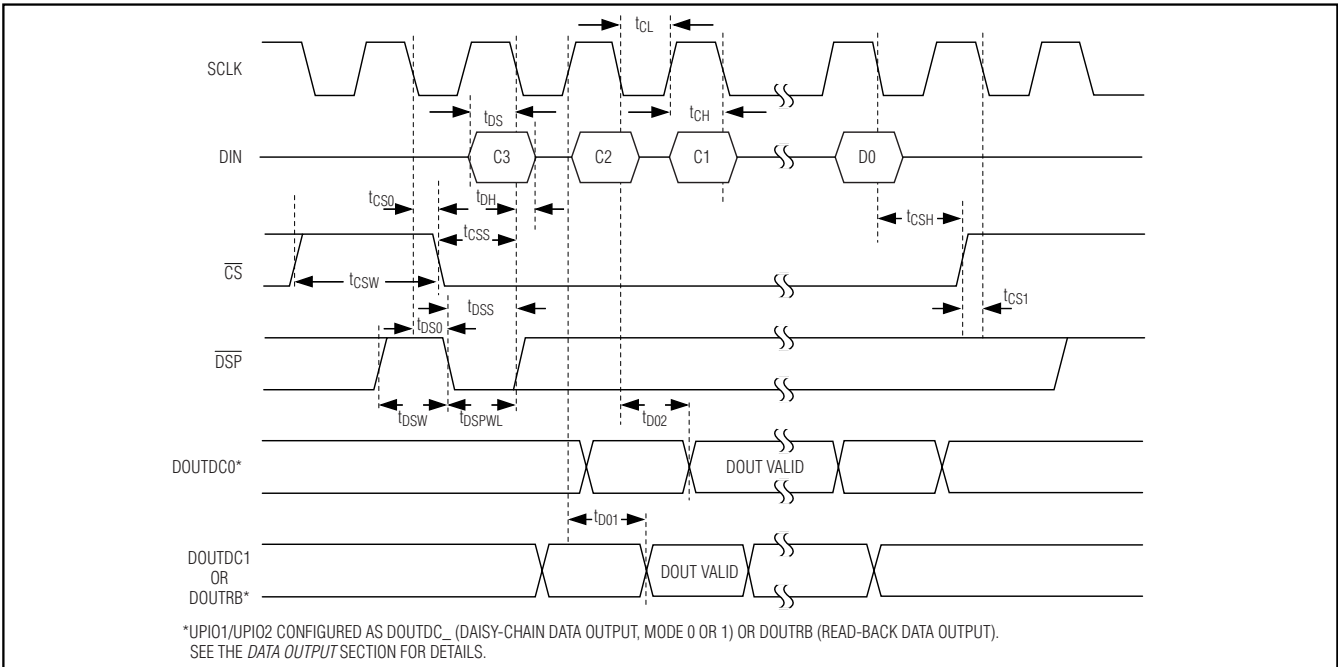 tCL
SCLK
tDS
tCH
DIN
C3
C2
C1
D0
tCS0
tDH
tCSH
tCSS
CS
tCSW
tDSS
tCS1
tDS0
DSP
tDSW
tDSPWL
tD02
DOUTDC0*
DOUT VALID
tD01
DOUTDC1
OR
DOUTRB*
DOUT VALID
*UPIO1/UPIO2 CONFIGURED AS DOUTDC_ (DAISY-CHAIN DATA OUTPUT, MODE 0 OR 1) OR DOUTRB (READ-BACK DATA OUTPUT).
SEE THE DATA OUTPUT SECTION FOR DETAILS.